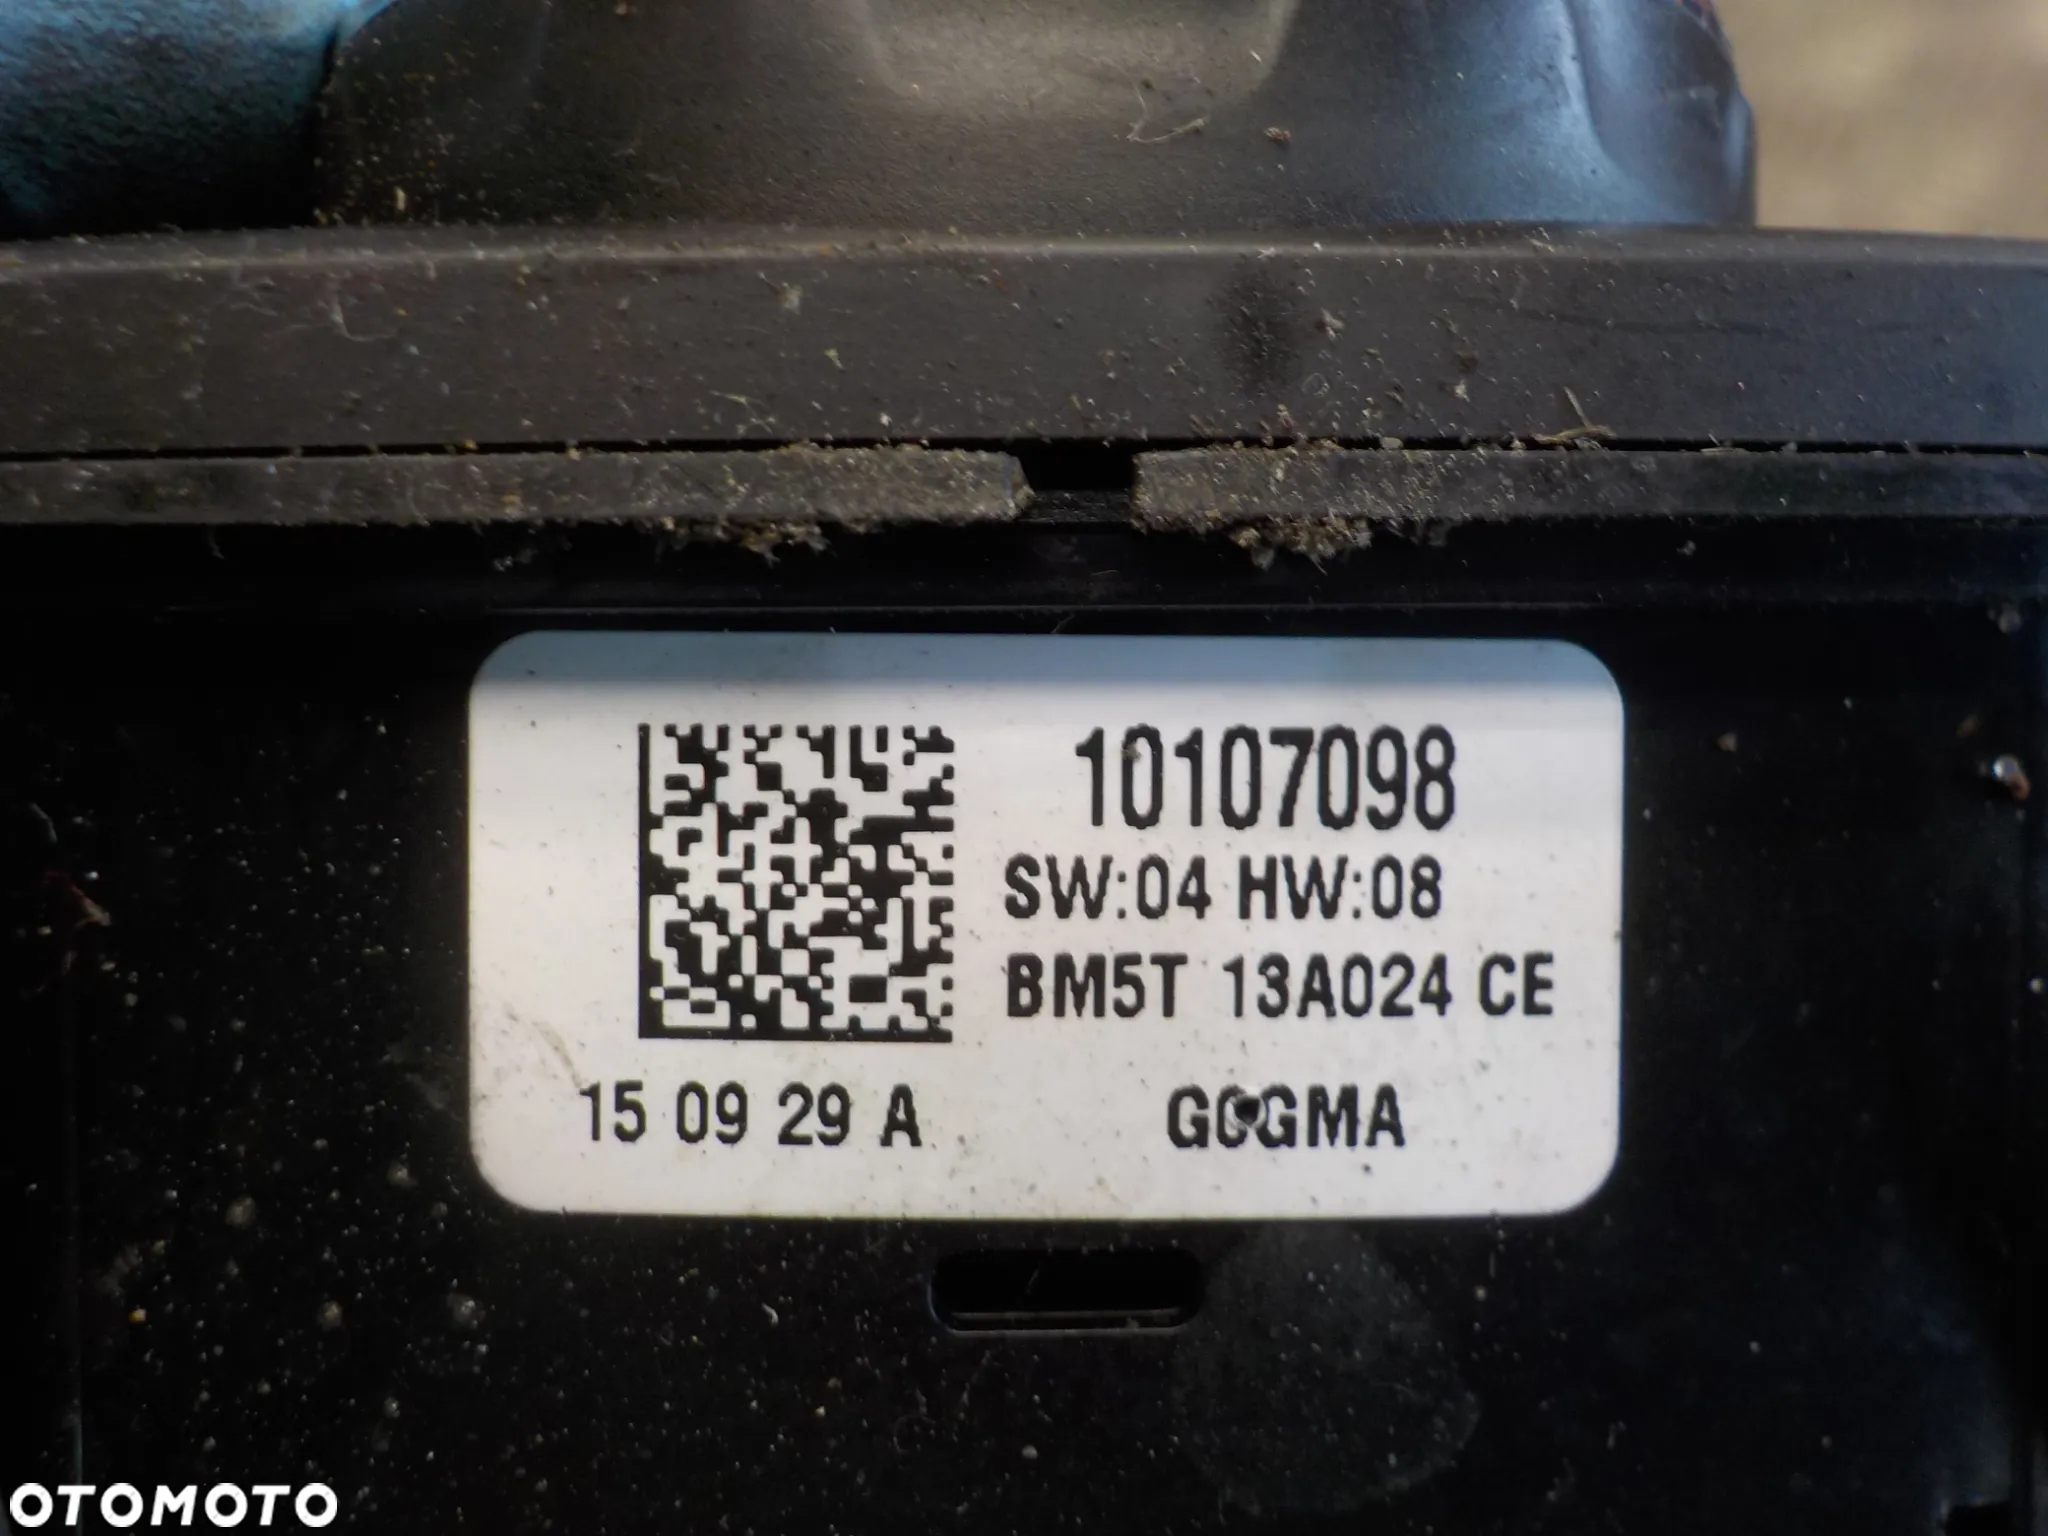 10107098
SW:04 HW:08
BM5T 13A024 CE
15 09 29 A
OTOMOTO